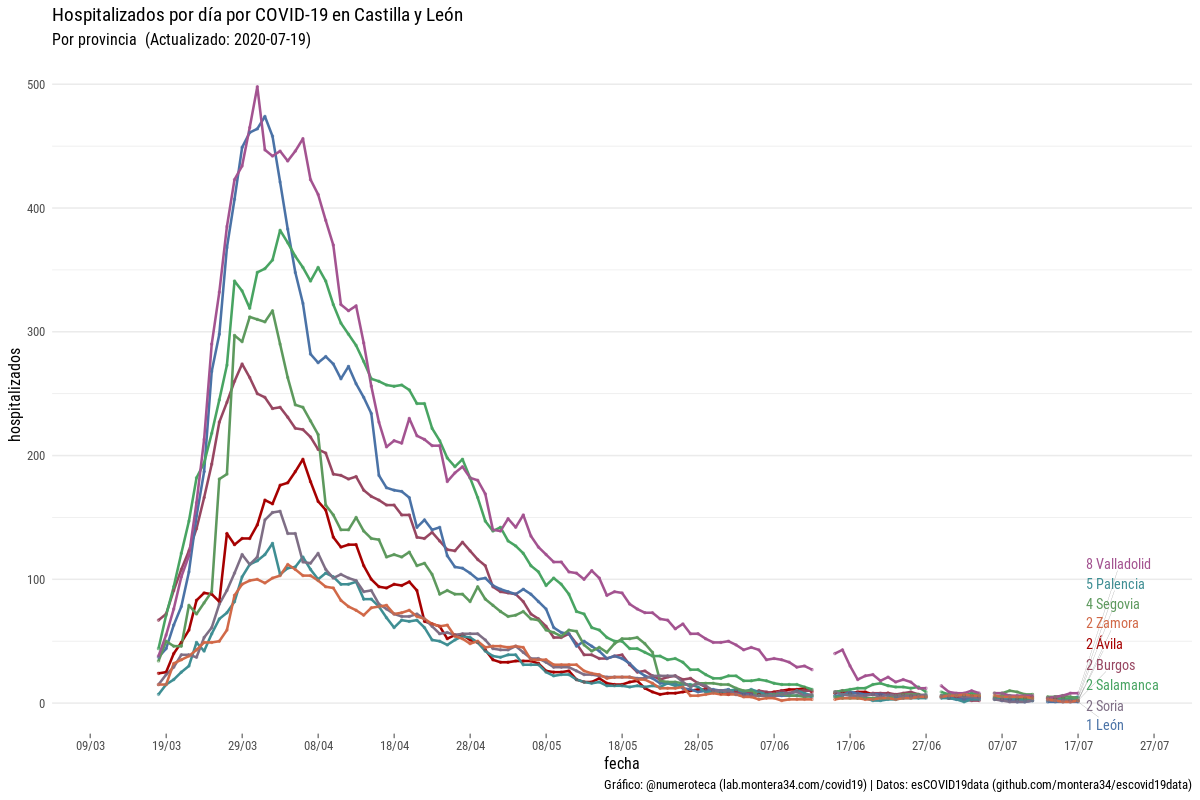 Hospitalizados por día por COVID-19 en Castilla y León
Por provincia  (Actualizado: 2020-07-19)
hospitalizados
500
400
300
200
100
0
8 Valladolid
5 Palencia
4 Segovia
2 Zamora
2 Ávila
2 Burgos
2 Salamanca
2 Soria
1 León
09/03 19/03 29/03 08/04 18/04 28/04 08/05 18/05 28/05 07/06 17/06 27/06 07/07 17/07 27/07
fecha
Gráfico: @numeroteca (lab.montera34.com/covid19) | Datos: esCOVID19data (github.com/montera34/escovid19data)